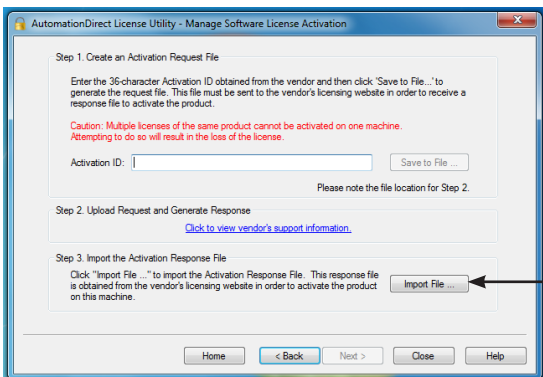 AutomationDirect License Utility - Manage Software License Activation
Step 1. Create an Activation Request File
Enter the 36-character Activation ID obtained from the vendor and then click 'Save to File...' to
generate the request file. This file must be sent to the vendor's licensing website in order to receive a
response file to activate the product.
Caution: Multiple licenses of the same product cannot be activated on one machine.
Attempting to do so will result in the loss of the license.
Activation ID:
Save to File ...
Please note the file location for Step 2.
Step 2. Upload Request and Generate Response
Click to view vendor's support information.
Step 3. Import the Activation Response File
Click "Import File ..." to import the Activation Response File. This response file
is obtained from the vendor's licensing website in order to activate the product
on this machine.
Import File ...
Home
< Back
Next >
Close
Help